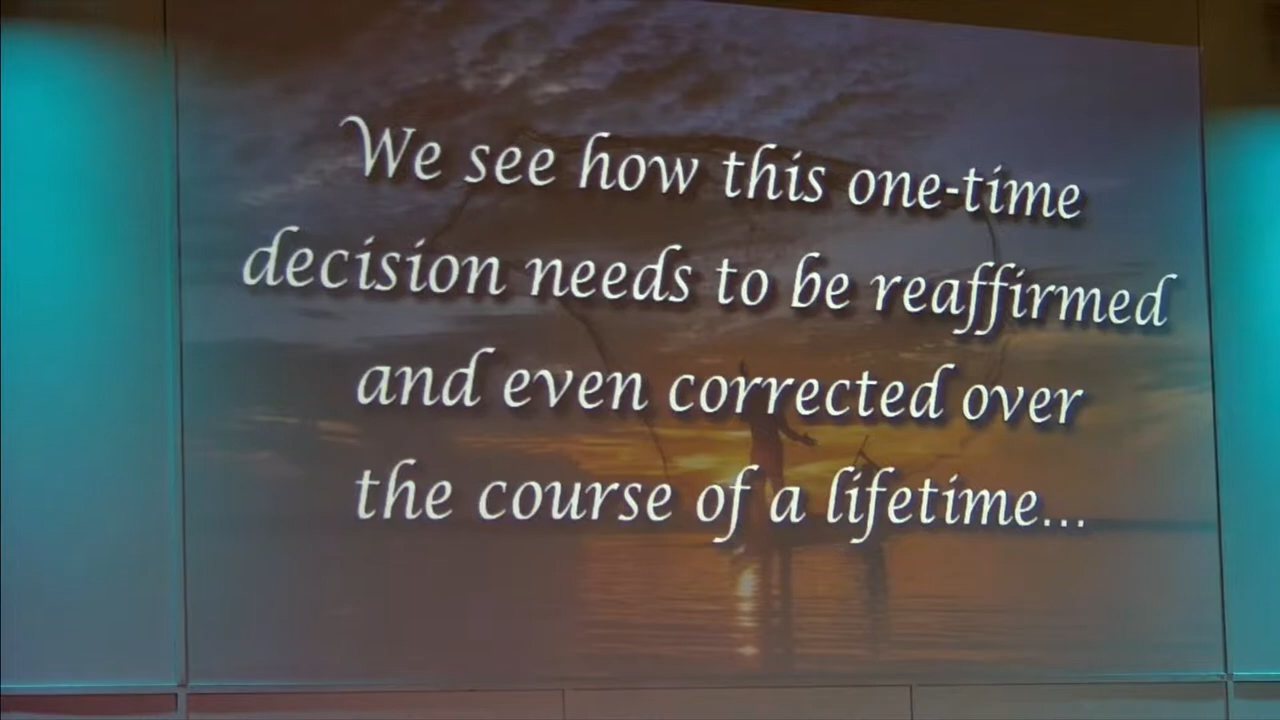 We see how this one-time
decision needs to be reaffirmed
and even corrected over
the course of a lifetime...